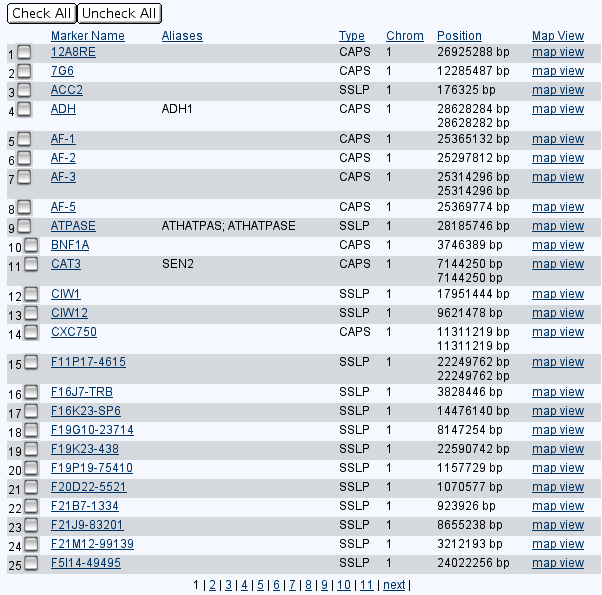 Check All Uncheck All
Marker Name Aliases Type Chrom Position Map View
1 12A8RE CAPS 1 26925288 bp map view
2 7G6 CAPS 1 12285487 bp map view
3 ACC2 SSLP 1 176325 bp map view
4 ADH ADH1 CAPS 1 28628284 bp map view
28628282 bp
5 AF-1 CAPS 1 25365132 bp map view
6 AF-2 CAPS 1 25297812 bp map view
7 AF-3 CAPS 1 25314296 bp map view
25314296 bp
8 AF-5 CAPS 1 25369774 bp map view
9 ATPASE ATHATPAS; ATHATPASE SSLP 1 28185746 bp map view
10 BNF1A CAPS 1 3746389 bp map view
11 CAT3 SEN2 CAPS 1 7144250 bp map view
7144250 bp
12 CIW1 SSLP 1 17951444 bp map view
13 CIW12 SSLP 1 9621478 bp map view
14 CXC750 CAPS 1 11311219 bp map view
11311219 bp
15 F11P17-4615 SSLP 1 22249762 bp map view
22249762 bp
16 F16J7-TRB SSLP 1 3828446 bp map view
17 F16K23-SP6 SSLP 1 14476140 bp map view
18 F19G10-23714 SSLP 1 8147254 bp map view
19 F19K23-438 SSLP 1 22590742 bp map view
20 F19P19-75410 SSLP 1 1157729 bp map view
21 F20D22-5521 SSLP 1 1070577 bp map view
22 F21B7-1334 SSLP 1 923926 bp map view
23 F21J9-83201 SSLP 1 8655238 bp map view
24 F21M12-99139 SSLP 1 3212193 bp map view
25 F5I14-49495 SSLP 1 24022256 bp map view
1 | 2 | 3 | 4 | 5 | 6 | 7 | 8 | 9 | 10 | 11 | next |